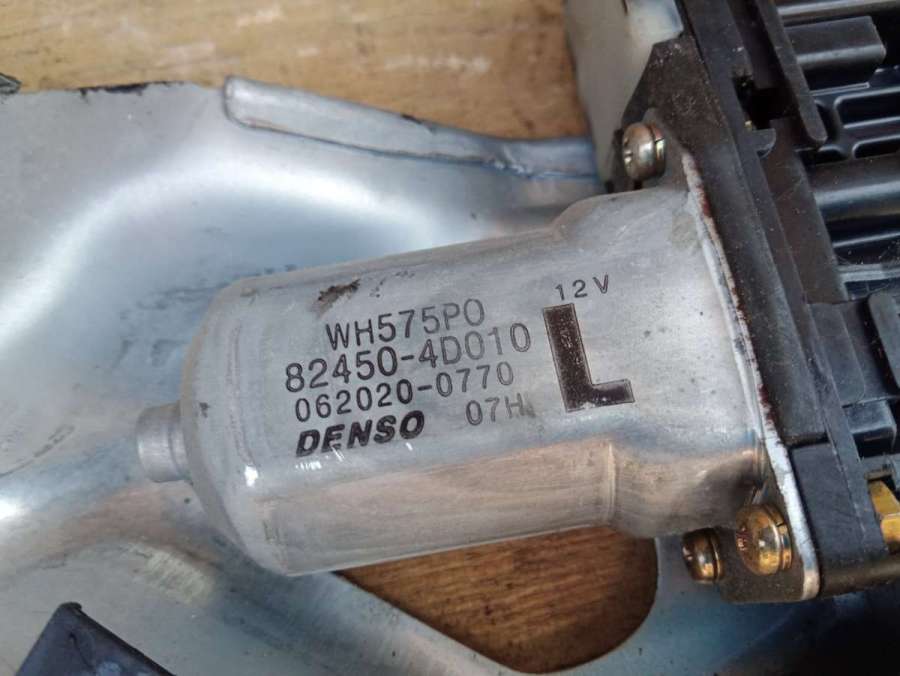 12V
WH575P0
82450-4D010
062020-0770
DENSO 07H
L